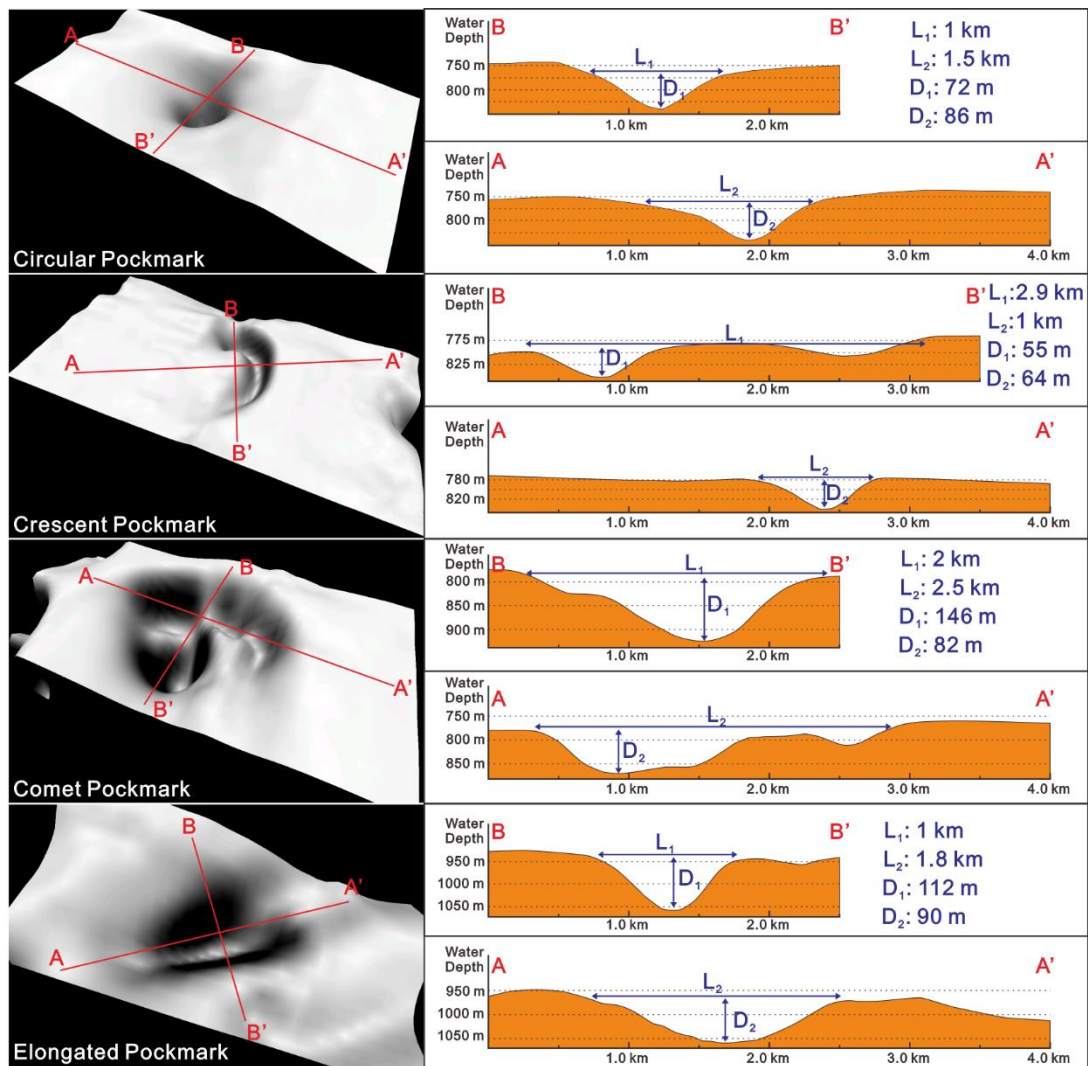 A
B
B'
A'
Circular Pockmark
Water
Depth
B
B'
750 m
800 m
L1
D1
1.0 km
2.0 km
L1: 1 km
L2: 1.5 km
D1: 72 m
D2: 86 m
Water
Depth
A
A'
750 m
800 m
L2
D2
1.0 km
2.0 km
3.0 km
4.0 km
A
B
A'
B'
Crescent Pockmark
Water
Depth
B
B'
775 m
825 m
L1
D1
1.0 km
2.0 km
3.0 km
L1:2.9 km
L2: 1 km
D1: 55 m
D2: 64 m
Water
Depth
A
A'
780 m
820 m
L2
D2
1.0 km
2.0 km
3.0 km
4.0 km
A
B
A'
B'
Comet Pockmark
Water
Depth
B
B'
800 m
850 m
900 m
L1
D1
1.0 km
2.0 km
L1: 2 km
L2: 2.5 km
D1: 146 m
D2: 82 m
Water
Depth
A
A'
750 m
800 m
850 m
L2
D2
1.0 km
2.0 km
3.0 km
4.0 km
B
A'
A
B'
Elongated Pockmark
Water
Depth
B
B'
950 m
1000 m
1050 m
L1
D1
1.0 km
2.0 km
L1: 1 km
L2: 1.8 km
D1: 112 m
D2: 90 m
Water
Depth
A
A'
950 m
1000 m
1050 m
L2
D2
1.0 km
2.0 km
3.0 km
4.0 km